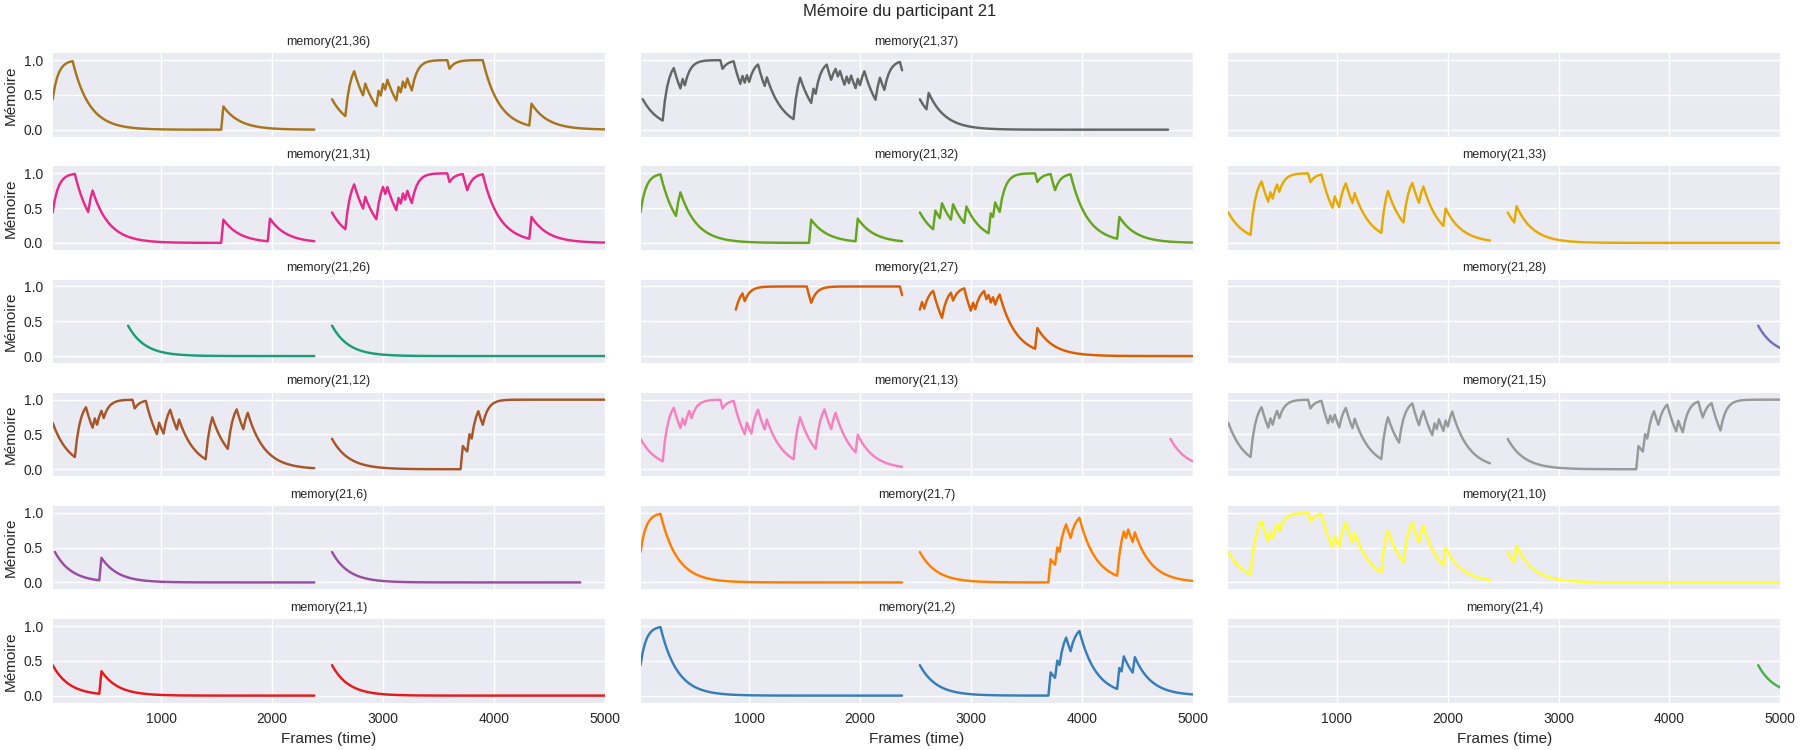 Mémoire du participant 21
memory(21,36)
memory(21,37)
Mémoire
1.0
0.5
0.0
memory(21,31)
memory(21,32)
memory(21,33)
Mémoire
1.0
0.5
0.0
memory(21,26)
memory(21,27)
memory(21,28)
Mémoire
1.0
0.5
0.0
memory(21,12)
memory(21,13)
memory(21,15)
Mémoire
1.0
0.5
0.0
memory(21,6)
memory(21,7)
memory(21,10)
Mémoire
1.0
0.5
0.0
memory(21,1)
memory(21,2)
memory(21,4)
Mémoire
1.0
0.5
0.0
1000 2000 3000 4000 5000
1000 2000 3000 4000 5000
1000 2000 3000 4000 5000
Frames (time)
Frames (time)
Frames (time)